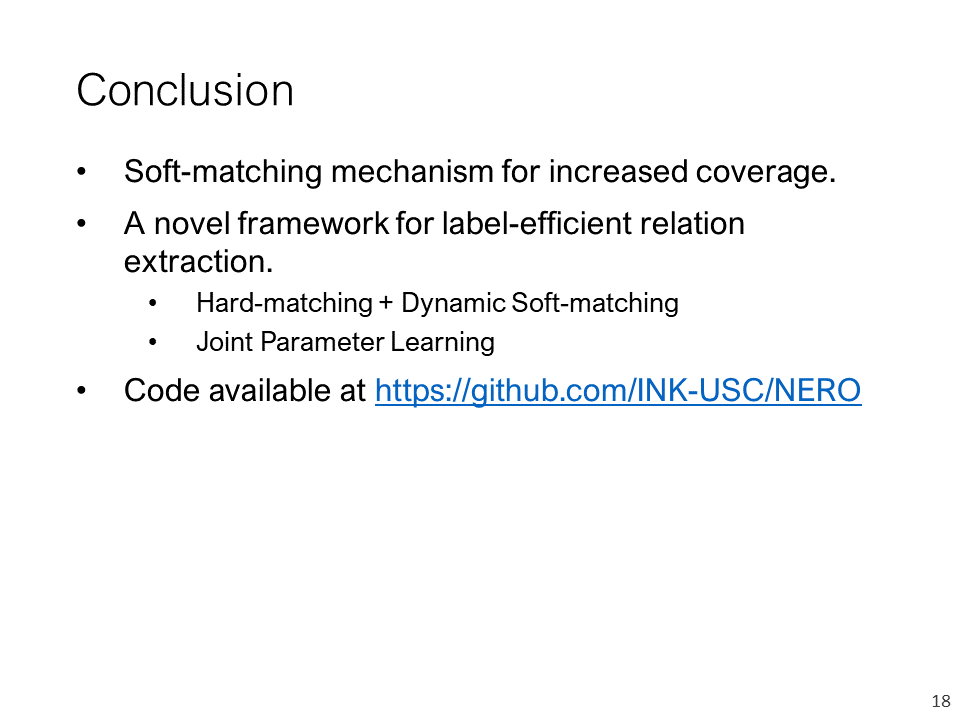 Conclusion
• Soft-matching mechanism for increased coverage.
• A novel framework for label-efficient relation
extraction.
• Hard-matching + Dynamic Soft-matching
• Joint Parameter Learning
• Code available at https://github.com/INK-USC/NERO
18